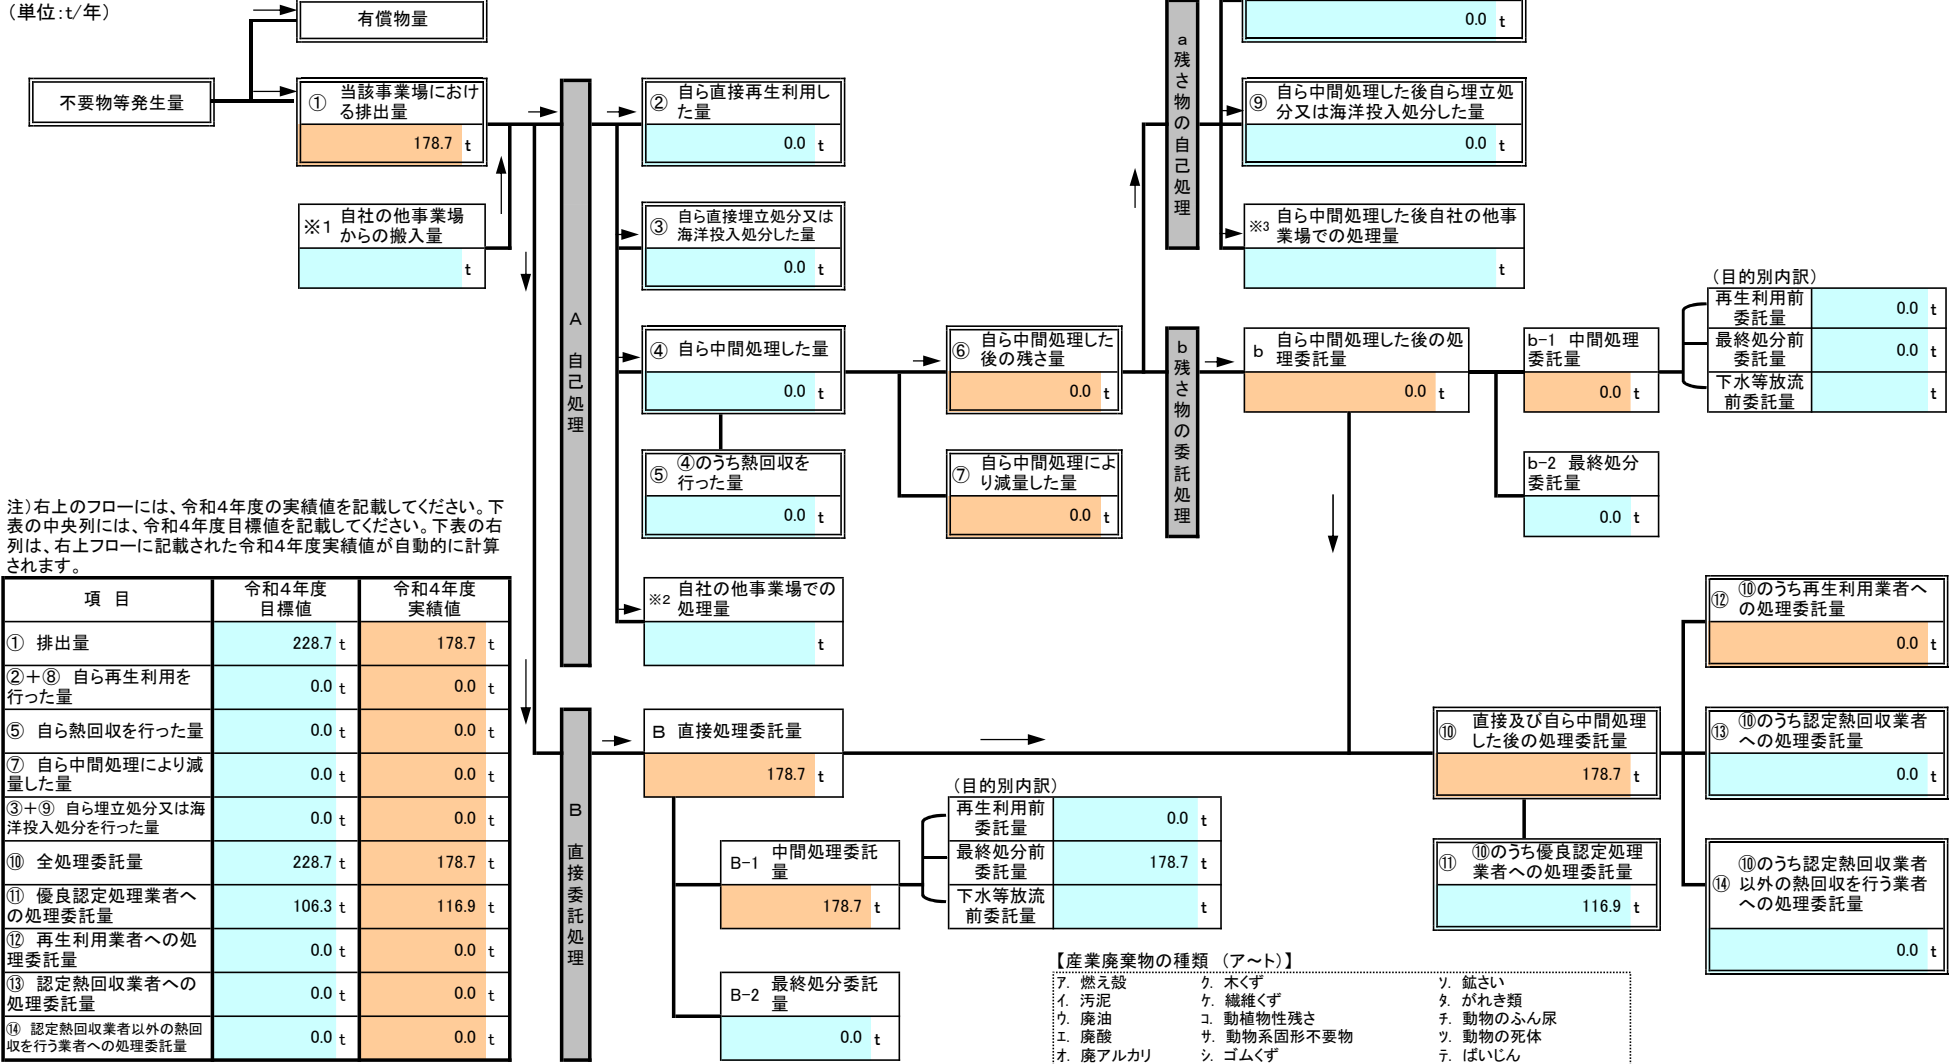 （単位:t/年）
有償物量
不要物等発生量
① 当該事業場におけ
る排出量
178.7 t
※1 自社の他事業場
からの搬入量
t
A
自
己
処
理
② 自ら直接再生利用し
た量
0.0 t
③ 自ら直接埋立処分又は
海洋投入処分した量
0.0 t
④ 自ら中間処理した量
0.0 t
⑤ ④のうち熱回収を
行った量
0.0 t
※2 自社の他事業場での
処理量
t
⑥ 自ら中間処理した
後の残さ量
0.0 t
⑦ 自ら中間処理によ
り減量した量
0.0 t
a
残
さ
物
の
自
己
処
理
0.0 t
⑨ 自ら中間処理した後自ら埋立処
分又は海洋投入処分した量
0.0 t
※3 自ら中間処理した後自社の他事
業場での処理量
t
b
残
さ
物
の
委
託
処
理
b 自ら中間処理した後の処
理委託量
0.0 t
b-1 中間処理
委託量
0.0 t
（目的別内訳）
再生利用前
委託量
0.0 t
最終処分前
委託量
0.0 t
下水等放流
前委託量
t
b-2 最終処分
委託量
0.0 t
注）右上のフローには、令和4年度の実績値を記載してください。下
表の中央列には、令和4年度目標値を記載してください。下表の右
列は、右上フローに記載された令和4年度実績値が自動的に計算
されます。
項 目 令和4年度
目標値 令和4年度
実績値
① 排出量 228.7 t 178.7 t
②＋⑧ 自ら再生利用を
行った量 0.0 t 0.0 t
⑤ 自ら熱回収を行った量 0.0 t 0.0 t
⑦ 自ら中間処理により減
量した量 0.0 t 0.0 t
③＋⑨ 自ら埋立処分又は海
洋投入処分を行った量 0.0 t 0.0 t
⑩ 全処理委託量 228.7 t 178.7 t
⑪ 優良認定処理業者へ
の処理委託量 106.3 t 116.9 t
⑫ 再生利用業者への処
理委託量 0.0 t 0.0 t
⑬ 認定熱回収業者への
処理委託量 0.0 t 0.0 t
⑭ 認定熱回収業者以外の熱回
収を行う業者への処理委託量 0.0 t 0.0 t
B
直
接
委
託
処
理
B 直接処理委託量
178.7 t
B-1 中間処理委託
量
178.7 t
（目的別内訳）
再生利用前
委託量
0.0 t
最終処分前
委託量
178.7 t
下水等放流
前委託量
t
B-2 最終処分委託
量
0.0 t
⑩ 直接及び自ら中間処理
した後の処理委託量
178.7 t
⑪ ⑩のうち優良認定処理
業者への処理委託量
116.9 t
⑫ ⑩のうち再生利用業者へ
の処理委託量
0.0 t
⑬ ⑩のうち認定熱回収業者
への処理委託量
0.0 t
⑭ ⑩のうち認定熱回収業者
以外の熱回収を行う業者
への処理委託量
0.0 t
【産業廃棄物の種類 （ア～ト）】
ア. 燃え殻 ク. 木くず ソ. 鉱さい
イ. 汚泥 ケ. 繊維くず タ. がれき類
ウ. 廃油 コ. 動植物性残さ チ. 動物のふん尿
エ. 廃酸 サ. 動物系固形不要物 ツ. 動物の死体
オ. 廃アルカリ シ. ゴムくず テ. ばいじん